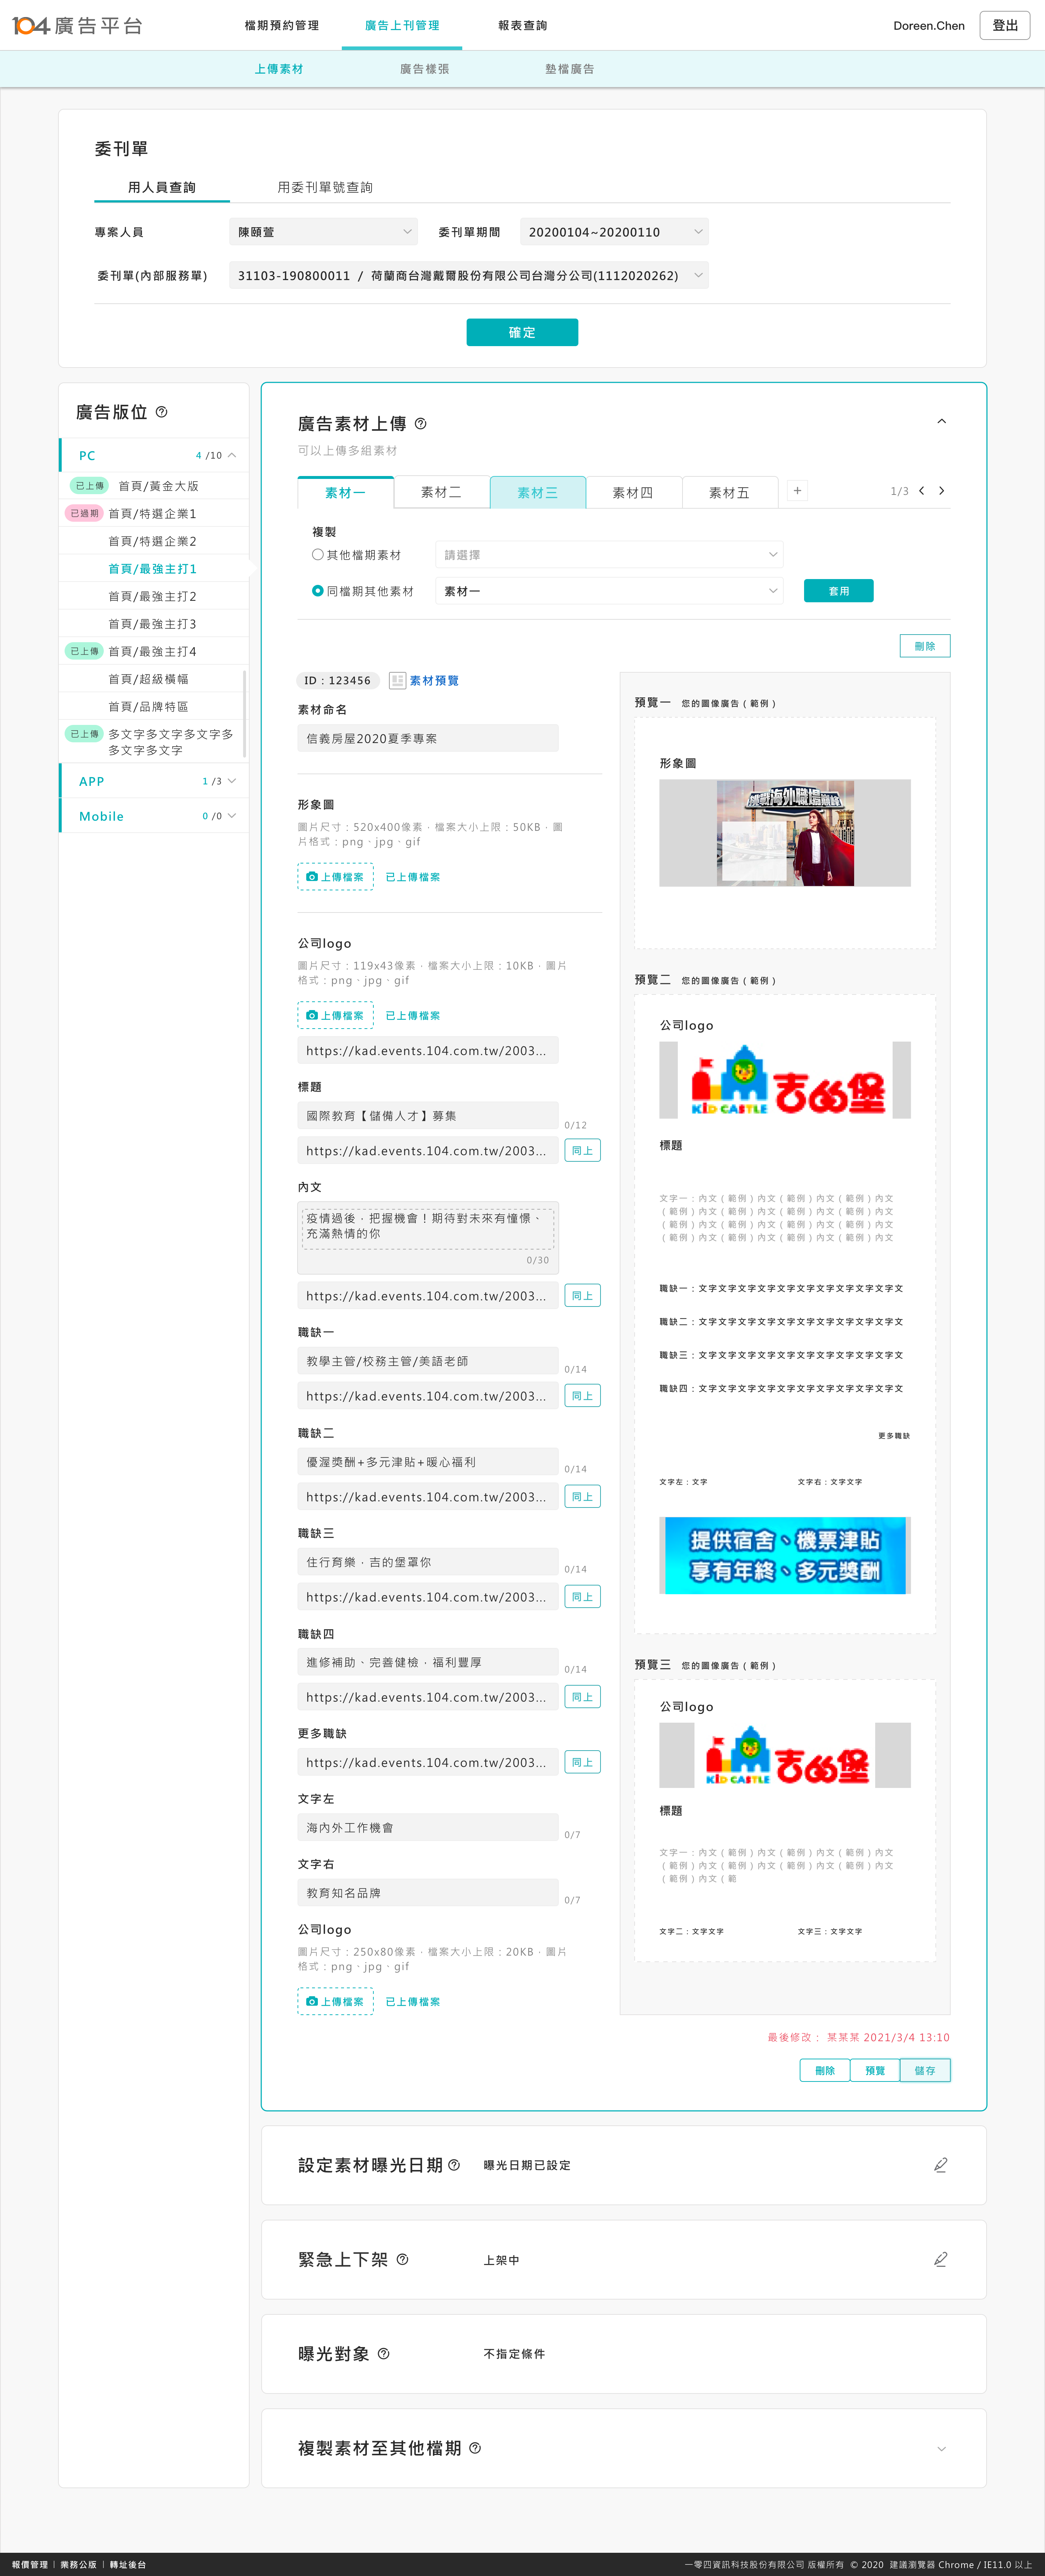 104廣告平台
檔期預約管理
廣告上刊管理
報表查詢
Doreen.Chen
登出
上傳素材
廣告樣張
墊檔廣告
委刊單
用人員查詢
用委刊單號查詢
專案人員
陳頤萱
委刊單期間
20200104~20200110
委刊單(內部服務單)
31103-190800011 / 荷蘭商台灣戴爾股份有限公司台灣分公司(1112020262)
確定
廣告版位
PC
4 /10
已上傳 首頁/黃金大版
已過期 首頁/特選企業1
首頁/特選企業2
首頁/最強主打1
首頁/最強主打2
首頁/最強主打3
已上傳 首頁/最強主打4
首頁/超級橫幅
首頁/品牌特區
已上傳 多文字多文字多文字多
多文字多文字
APP
1 /3
Mobile
0 /0
廣告素材上傳
可以上傳多組素材
素材一
素材二
素材三
素材四
素材五
+
1/3
複製
其他檔期素材
請選擇
同檔期其他素材
素材一
套用
刪除
ID：123456
素材預覽
素材命名
信義房屋2020夏季專案
形象圖
圖片尺寸：520x400像素，檔案大小上限：50KB，圖
片格式：png、jpg、gif
上傳檔案
已上傳檔案
公司logo
圖片尺寸：119x43像素，檔案大小上限：10KB，圖片
格式：png、jpg、gif
上傳檔案
已上傳檔案
https://kad.events.104.com.tw/2003...
標題
國際教育【儲備人才】募集
0/12
https://kad.events.104.com.tw/2003...
同上
內文
疫情過後，把握機會！期待對未來有憧憬、
充滿熱情的你
0/30
https://kad.events.104.com.tw/2003...
同上
職缺一
教學主管/校務主管/美語老師
0/14
https://kad.events.104.com.tw/2003...
同上
職缺二
優渥獎酬+多元津貼+暖心福利
0/14
https://kad.events.104.com.tw/2003...
同上
職缺三
住行育樂，吉的堡罩你
0/14
https://kad.events.104.com.tw/2003...
同上
職缺四
進修補助、完善健檢，福利豐厚
0/14
https://kad.events.104.com.tw/2003...
同上
更多職缺
https://kad.events.104.com.tw/2003...
同上
文字左
海內外工作機會
0/7
文字右
教育知名品牌
0/7
公司logo
圖片尺寸：250x80像素，檔案大小上限：20KB，圖片
格式：png、jpg、gif
上傳檔案
已上傳檔案
預覽一 您的圖像廣告（範例）
形象圖
挑戰海外職場巔峰
預覽二 您的圖像廣告（範例）
公司logo
KID CASTLE 吉的堡
標題
文字一：內文（範例）內文（範例）內文（範例）內文
（範例）內文（範例）內文（範例）內文（範例）內文
（範例）內文（範例）內文（範例）內文（範例）內文
（範例）內文（範例）內文（範例）內文（範例）內文
職缺一：文字文字文字文字文字文字文字文字文字文字文
職缺二：文字文字文字文字文字文字文字文字文字文字文
職缺三：文字文字文字文字文字文字文字文字文字文字文
職缺四：文字文字文字文字文字文字文字文字文字文字文
更多職缺
文字左：文字
文字右：文字文字
提供宿舍、機票津貼
享有年終、多元獎酬
預覽三 您的圖像廣告（範例）
公司logo
KID CASTLE 吉的堡
標題
文字一：內文（範例）內文（範例）內文（範例）內文
（範例）內文（範例）內文（範例）內文（範例）內文
（範例）內文（範
文字二：文字文字
文字三：文字文字
最後修改： 某某某 2021/3/4 13:10
刪除
預覽
儲存
設定素材曝光日期
曝光日期已設定
緊急上下架
上架中
曝光對象
不指定條件
複製素材至其他檔期
報價管理 | 業務公版 | 轉址後台
一零四資訊科技股份有限公司 版權所有 © 2020 建議瀏覽器 Chrome / IE11.0 以上